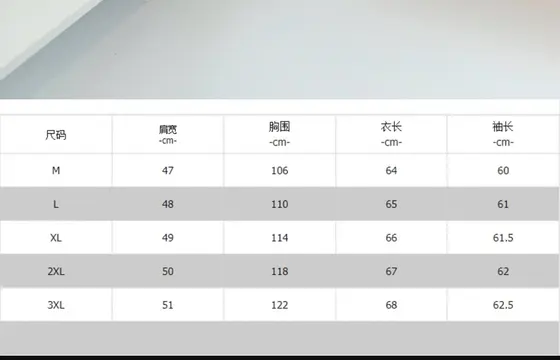 尺码 肩宽 -cm- 胸围 -cm- 衣长 -cm- 袖长 -cm-
M 47 106 64 60
L 48 110 65 61
XL 49 114 66 61.5
2XL 50 118 67 62
3XL 51 122 68 62.5